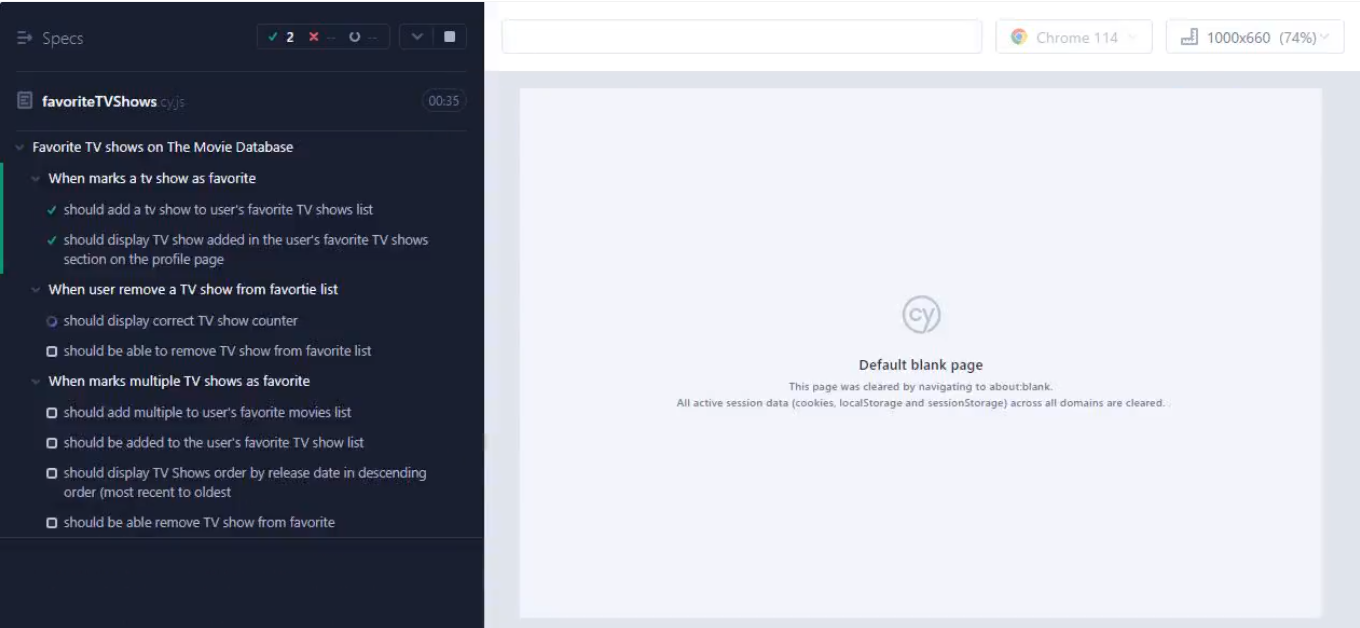 Specs
2 -- --
Chrome 114
1000x660 (74%)
favoriteTVShows.cy.js
00:35
Favorite TV shows on The Movie Database
When marks a tv show as favorite
should add a tv show to user's favorite TV shows list
should display TV show added in the user's favorite TV shows
section on the profile page
When user remove a TV show from favortie list
should display correct TV show counter
should be able to remove TV show from favorite list
When marks multiple TV shows as favorite
should add multiple to user's favorite movies list
should be added to the user's favorite TV show list
should display TV Shows order by release date in descending
order (most recent to oldest
should be able remove TV show from favorite
cy
Default blank page
This page was cleared by navigating to about:blank.
All active session data (cookies, localStorage and sessionStorage) across all domains are cleared.